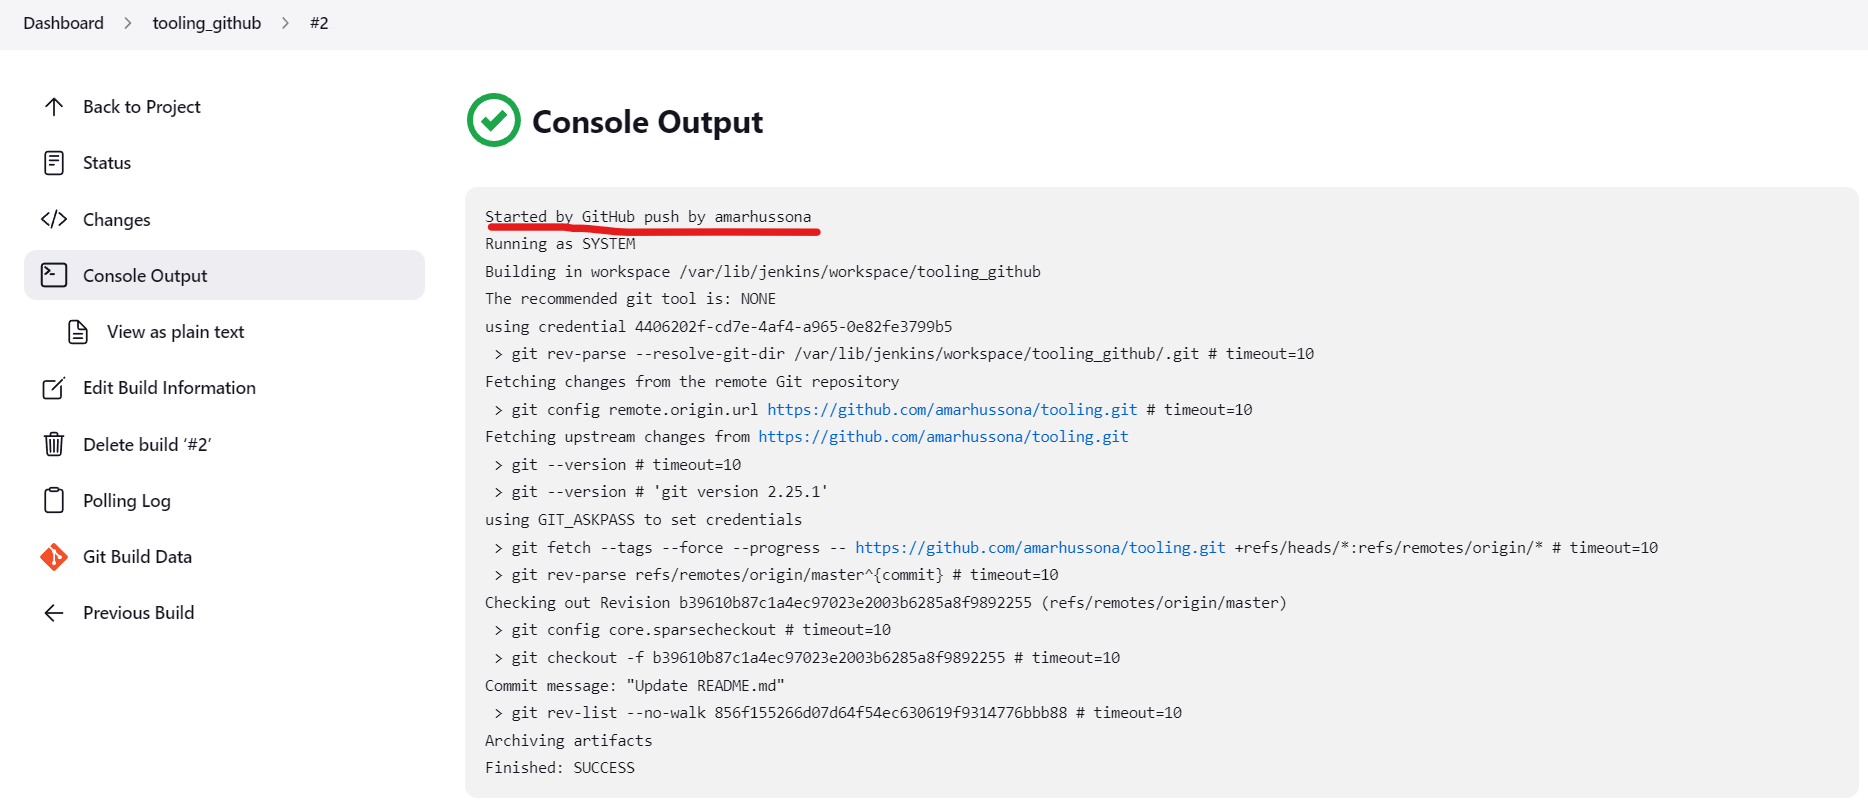 Dashboard > tooling_github > #2
Back to Project
Status
Changes
Console Output
View as plain text
Edit Build Information
Delete build ‘#2’
Polling Log
Git Build Data
Previous Build
Console Output
Started by GitHub push by amarhussona
Running as SYSTEM
Building in workspace /var/lib/jenkins/workspace/tooling_github
The recommended git tool is: NONE
using credential 4406202f-cd7e-4af4-a965-0e82fe3799b5
> git rev-parse --resolve-git-dir /var/lib/jenkins/workspace/tooling_github/.git # timeout=10
Fetching changes from the remote Git repository
> git config remote.origin.url https://github.com/amarhussona/tooling.git # timeout=10
Fetching upstream changes from https://github.com/amarhussona/tooling.git
> git --version # timeout=10
> git --version # 'git version 2.25.1'
using GIT_ASKPASS to set credentials
> git fetch --tags --force --progress -- https://github.com/amarhussona/tooling.git +refs/heads/*:refs/remotes/origin/* # timeout=10
> git rev-parse refs/remotes/origin/master^{commit} # timeout=10
Checking out Revision b39610b87c1a4ec97023e2003b6285a8f9892255 (refs/remotes/origin/master)
> git config core.sparsecheckout # timeout=10
> git checkout -f b39610b87c1a4ec97023e2003b6285a8f9892255 # timeout=10
Commit message: "Update README.md"
> git rev-list --no-walk 856f155266d07d64f54ec630619f9314776bbb88 # timeout=10
Archiving artifacts
Finished: SUCCESS